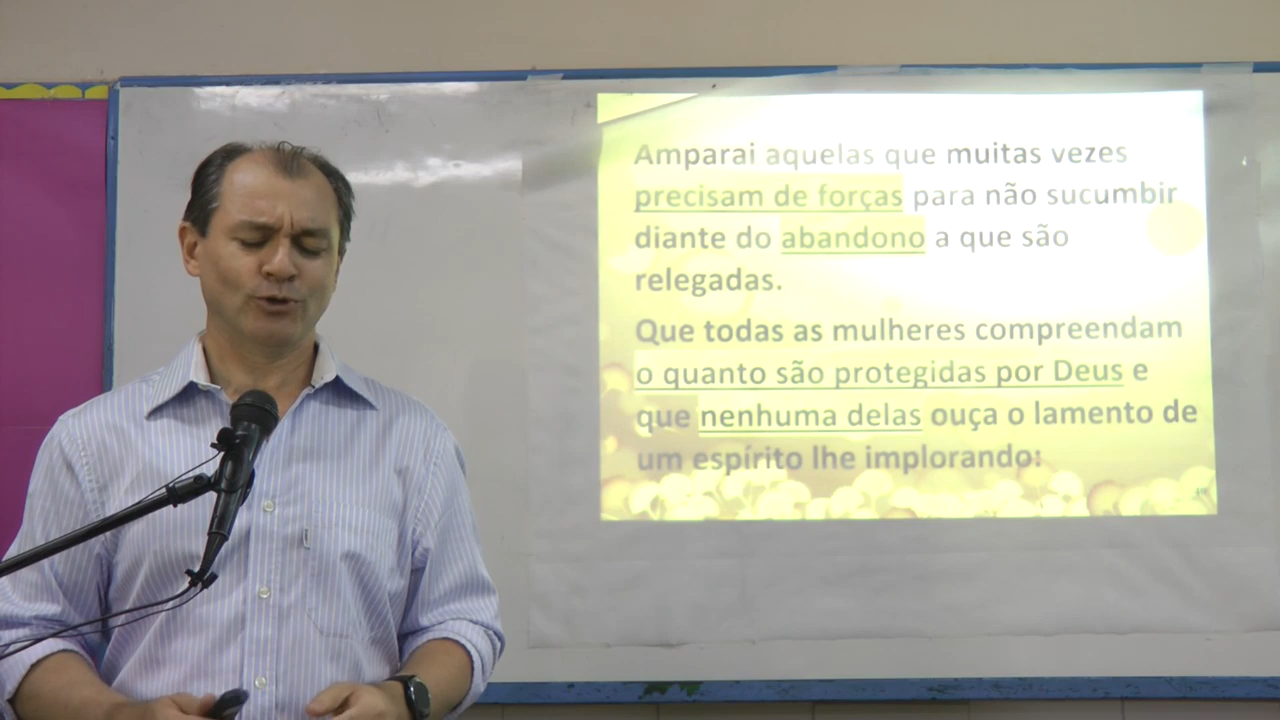 Amparai aquelas que muitas vezes
precisam de forças para não sucumbir
diante do abandono a que são
relegadas.
Que todas as mulheres compreendam
o quanto são protegidas por Deus e
que nenhuma delas ouça o lamento de
um espírito lhe implorando: